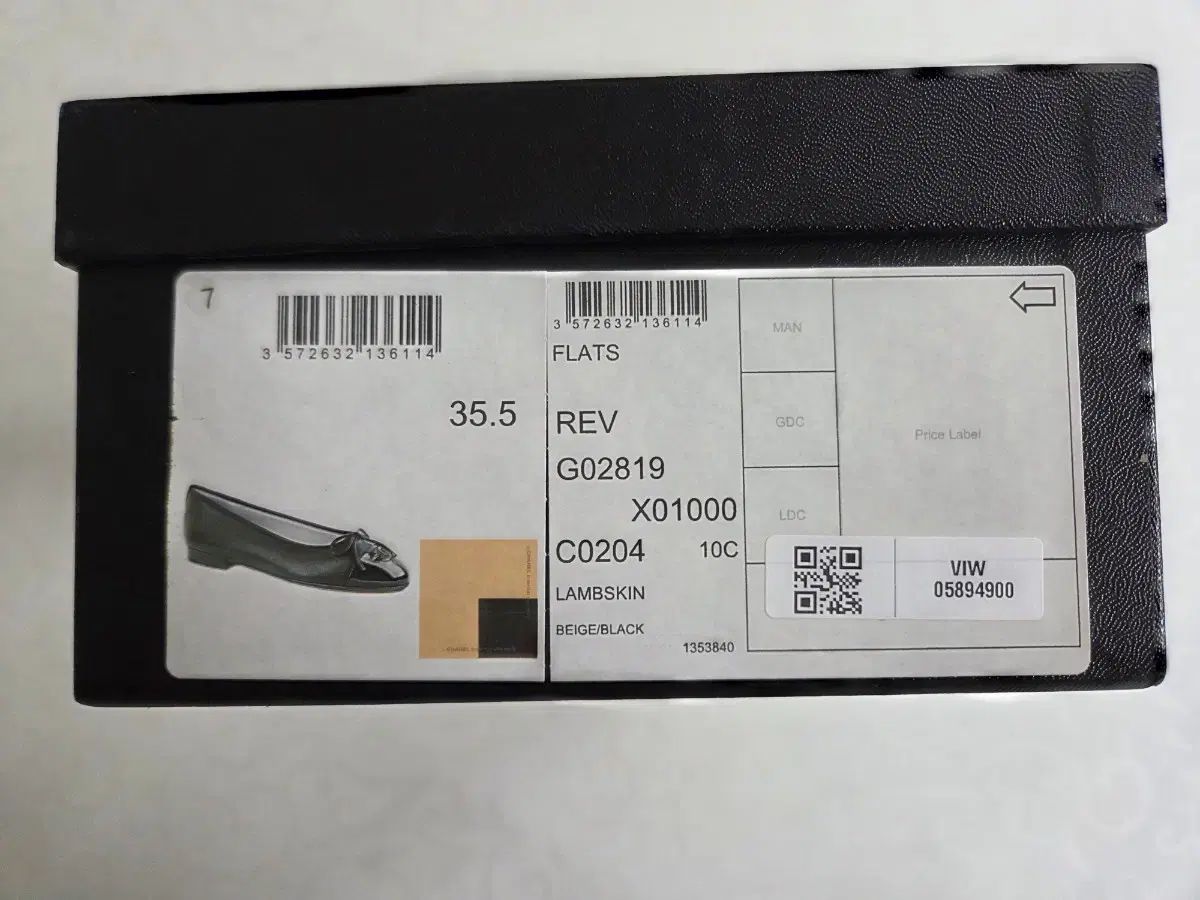 7
3 572632 136114
35.5
3 572632 136114
FLATS
REV
G02819
X01000
C0204 10C
LAMBSKIN
BEIGE/BLACK
1353840
MAN
GDC
LDC
Price Label
VIW
05894900